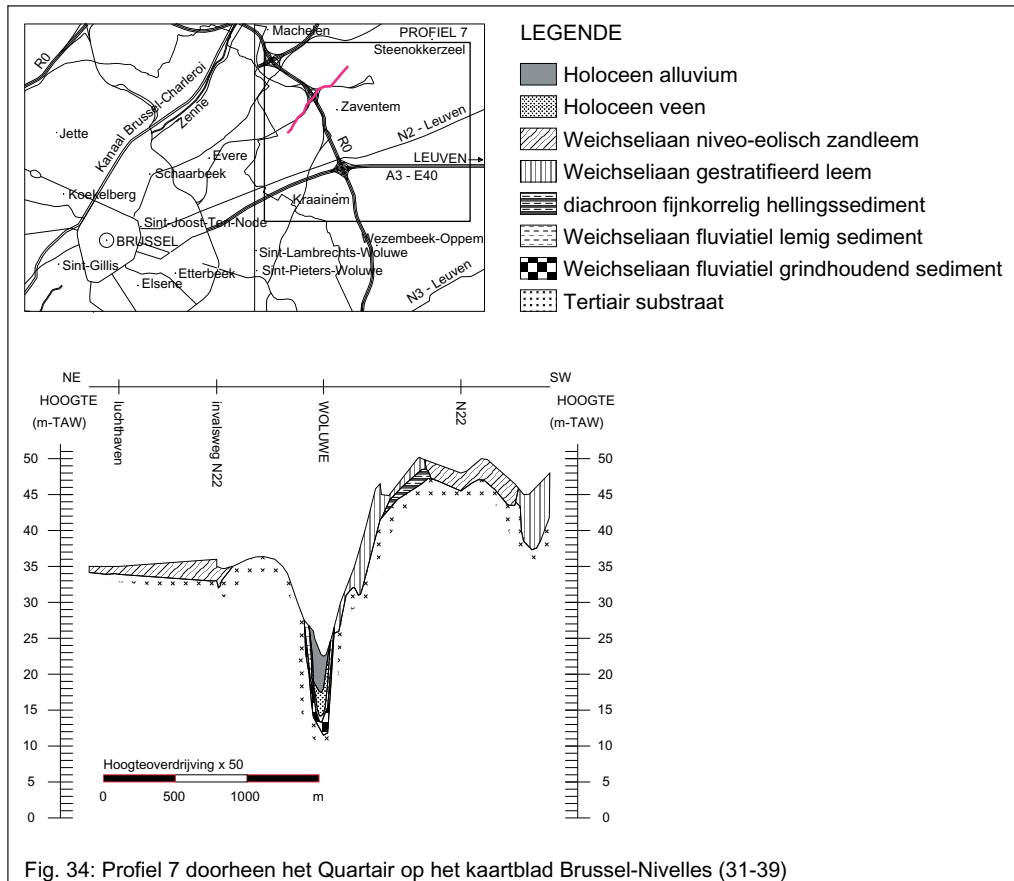 Machelen
PROFIEL 7
Steenokkerzeel
R0
Kanaal Brussel-Charleroi
Zenne
Zaventem
Jette
N2 - Leuven
R0
Evere
LEUVEN
Schaarbeek
A3 - E40
Koekelberg
Kraainem
Sint-Joost-Ten-Node
BRUSSEL
Wezembeek-Oppem
Sint-Lambrechts-Woluwe
Sint-Gillis
Etterbeek
Sint-Pieters-Woluwe
Elsene
N3 - Leuven
LEGENDE
Holoceen alluvium
Holoceen veen
Weichseliaan niveo-eolisch zandleem
Weichseliaan gestratifieerd leem
diachroon fijnkorrelig hellingssediment
Weichseliaan fluviatiel lemig sediment
Weichseliaan fluviatiel grindhoudend sediment
Tertiair substraat
NE
SW
HOOGTE
(m-TAW)
luchthaven
invalsweg N22
WOLUWE
N22
HOOGTE
(m-TAW)
50
45
40
35
30
25
20
15
10
5
0
50
45
40
35
30
25
20
15
10
5
0
Hoogteoverdrijving x 50
0 500 1000 m
Fig. 34: Profiel 7 doorheen het Quartair op het kaartblad Brussel-Nivelles (31-39)